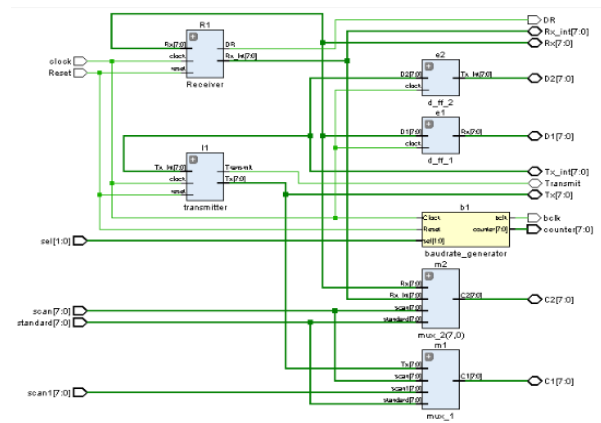 R1
Rx[7:0]
DR
clock
Rx_int[7:0]
reset
Receiver
clock
Reset
DR
Rx_int[7:0]
Rx[7:0]
e2
D2[7:0]
Tx_int[7:0]
clock
d_ff_2
D2[7:0]
e1
D1[7:0]
Rx[7:0]
clock
d_ff_1
D1[7:0]
I1
Tx_int[7:0]
Transmit
clock
Tx[7:0]
reset
transmitter
Tx_int[7:0]
Transmit
Tx[7:0]
b1
Clock
bclk
Reset
counter[7:0]
sel[1:0]
baudrate_generator
bclk
counter[7:0]
sel[1:0]
m2
Rx[7:0]
Rx_int[7:0]
C2[7:0]
scan[7:0]
standard[7:0]
mux_2(7,0)
C2[7:0]
scan[7:0]
standard[7:0]
m1
Tx[7:0]
scan[7:0]
C1[7:0]
scan1[7:0]
standard[7:0]
mux_1
C1[7:0]
scan1[7:0]